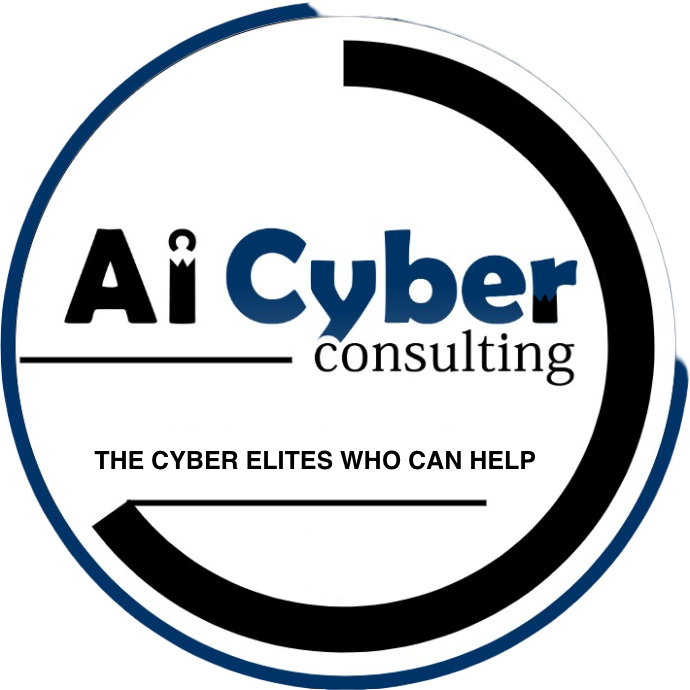 Ai Cyber
consulting
THE CYBER ELITES WHO CAN HELP